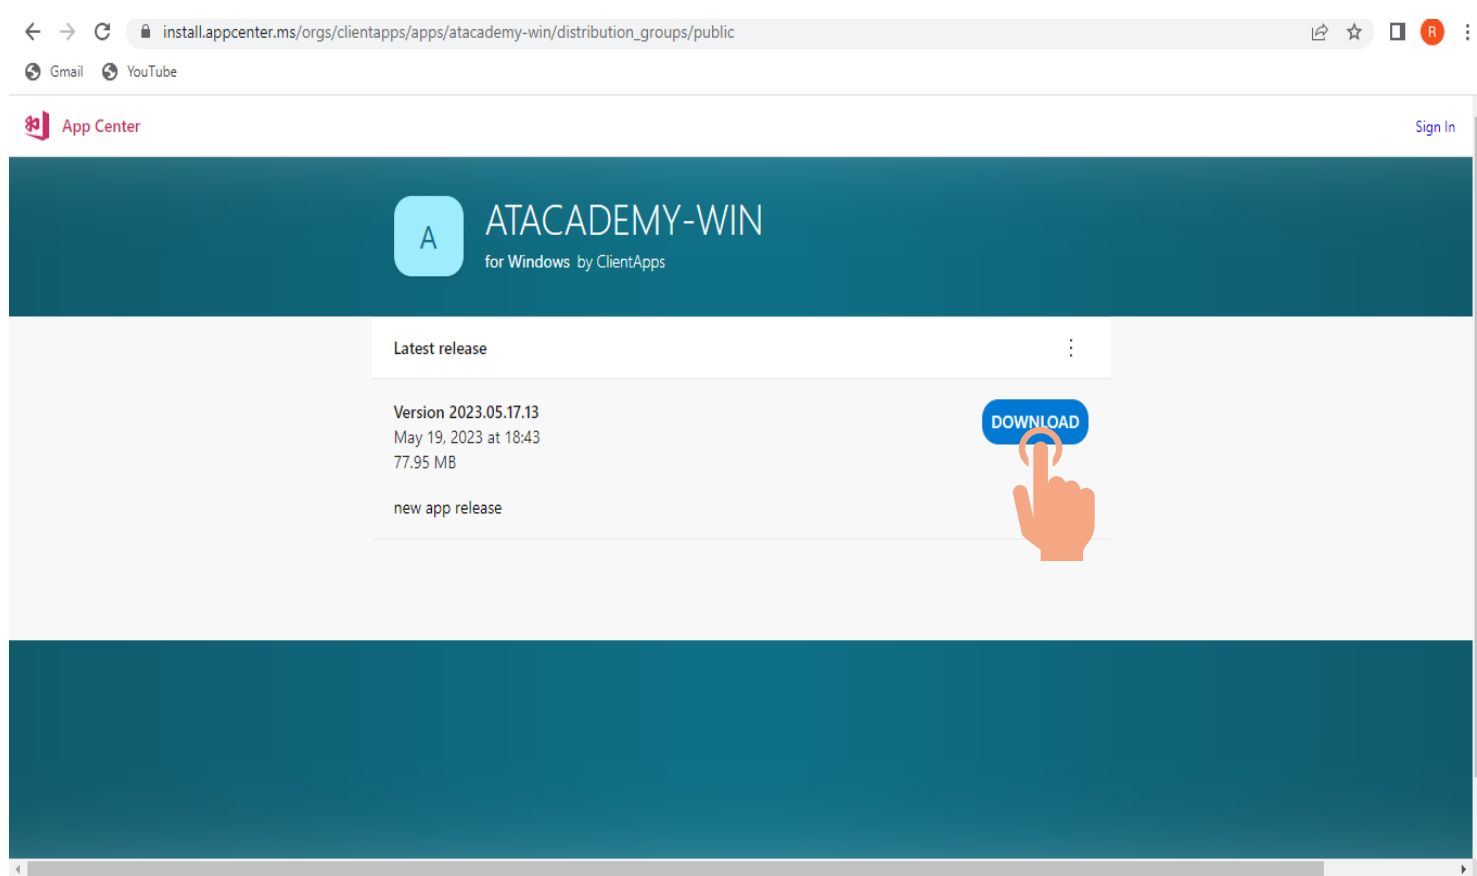 install.appcenter.ms/orgs/clientapps/apps/atacademy-win/distribution_groups/public
R
Gmail YouTube
App Center
Sign In
A
ATACADEMY-WIN
for Windows by ClientApps
Latest release
Version 2023.05.17.13
DOWNLOAD
May 19, 2023 at 18:43
77.95 MB
new app release